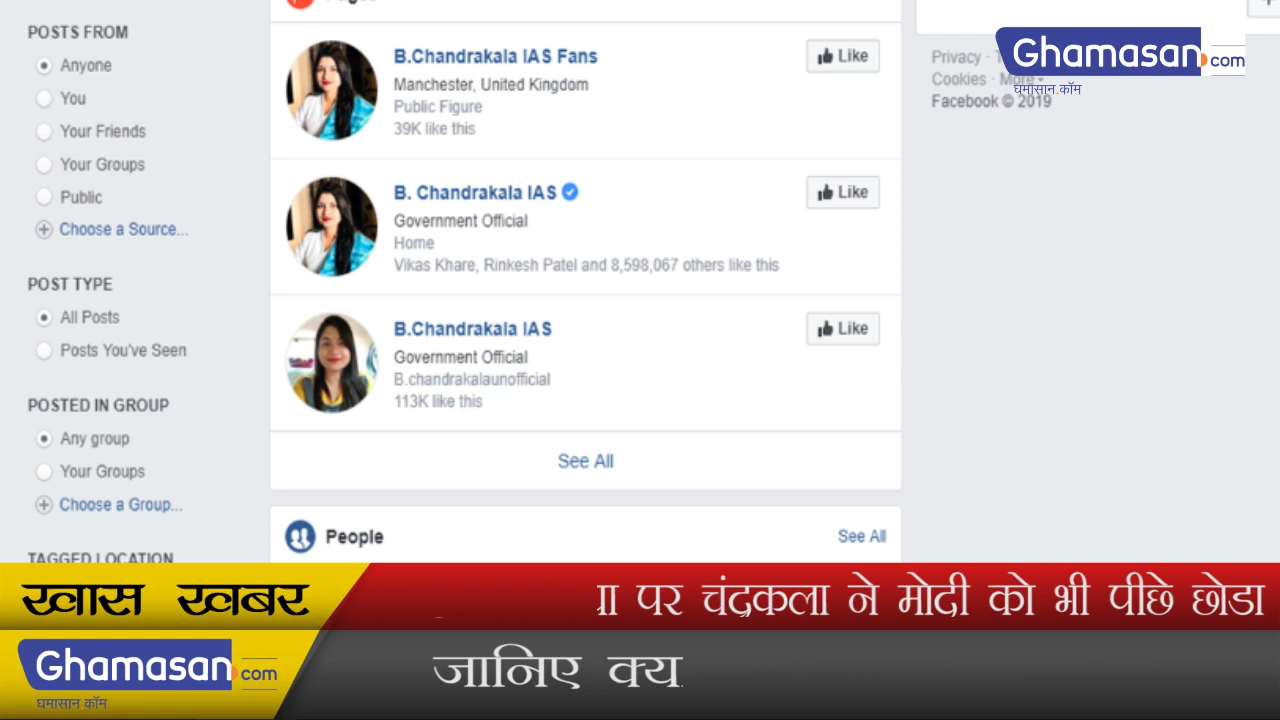 Pages
POSTS FROM
Anyone
You
Your Friends
Your Groups
Public
Choose a Source...
POST TYPE
All Posts
Posts You've Seen
POSTED IN GROUP
Any group
Your Groups
Choose a Group...
TAGGED LOCATION
B.Chandrakala IAS Fans
Manchester, United Kingdom
Public Figure
39K like this
Like
B. Chandrakala IAS
Government Official
Home
Vikas Khare, Rinkesh Patel and 8,598,067 others like this
Like
B.Chandrakala IAS
Government Official
B.chandrakalaunofficial
113K like this
Like
See All
People
See All
Privacy ·
Cookies · More
Facebook © 2019
Ghamasan.com
घमासान.कॉम
खास खबर
पर चंद्रकला ने मोदी को भी पीछे छोडा
Ghamasan.com
घमासान कॉम
जानिए क्य